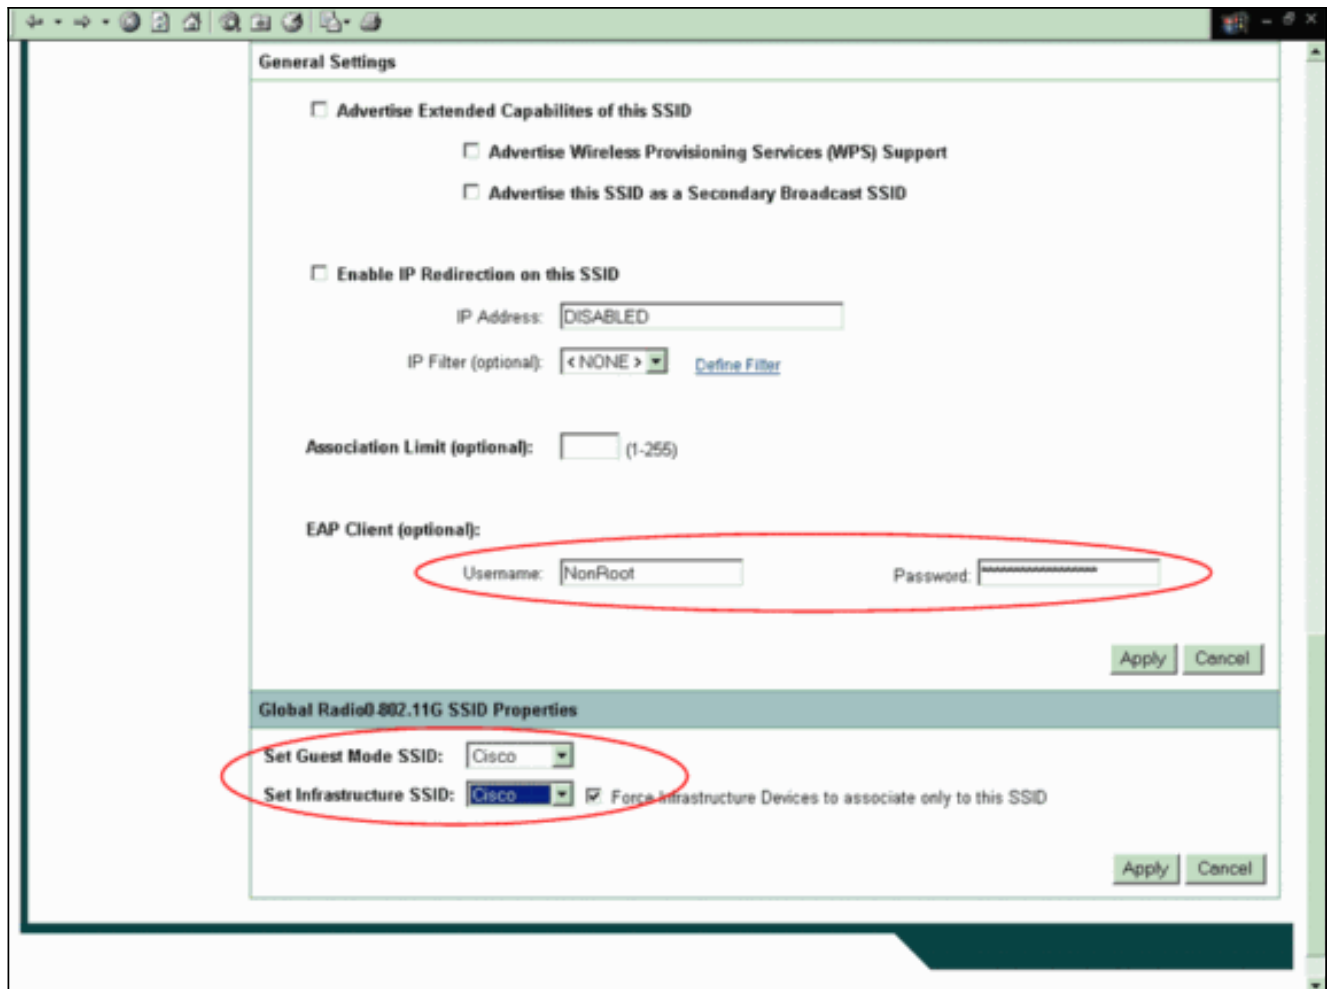 General Settings
Advertise Extended Capabilites of this SSID
Advertise Wireless Provisioning Services (WPS) Support
Advertise this SSID as a Secondary Broadcast SSID
Enable IP Redirection on this SSID
IP Address: DISABLED
IP Filter (optional): < NONE > Define Filter
Association Limit (optional): (1-255)
EAP Client (optional):
Username: NonRoot Password: ******************
Apply Cancel
Global Radio0-802.11G SSID Properties
Set Guest Mode SSID: Cisco
Set Infrastructure SSID: Cisco Force Infrastructure Devices to associate only to this SSID
Apply Cancel